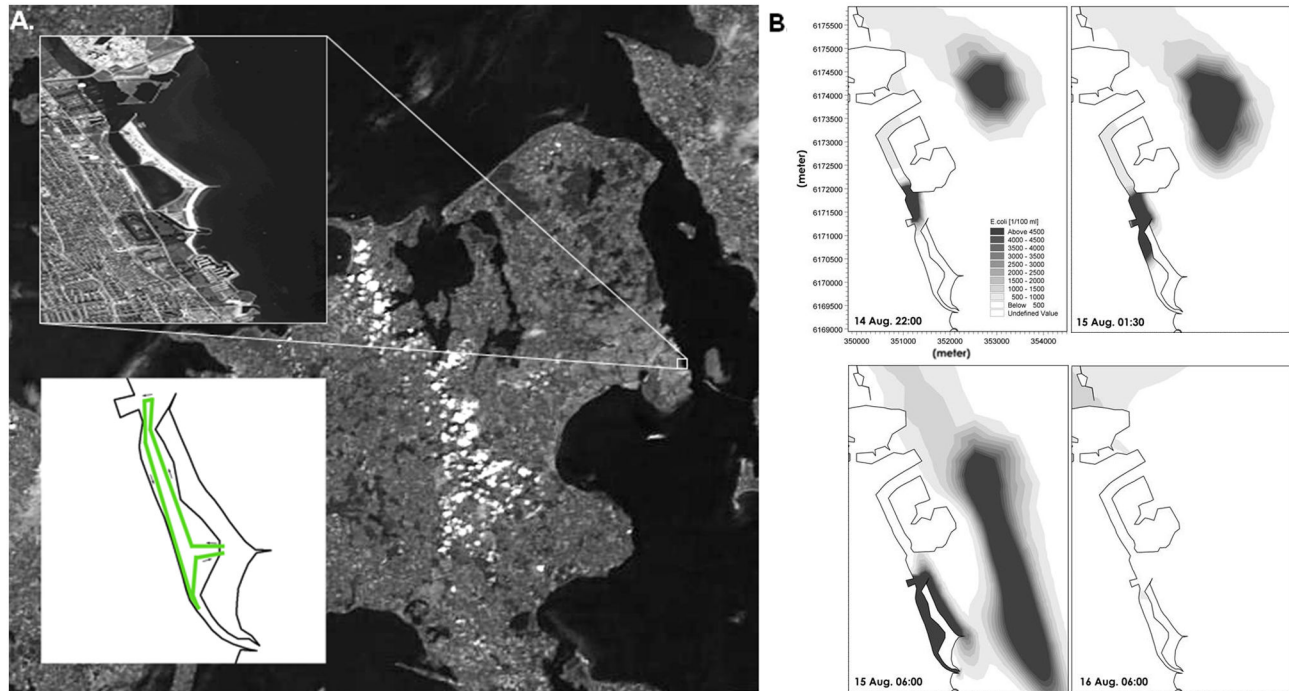 A.
B.
6175500
6175000
6174500
6174000
6173500
6173000
6172500
6172000
6171500
6171000
6170500
6170000
6169500
6169000
(meter)
350000 351000 352000 353000 354000
(meter)
E.coli [1/100 ml]
Above 4500
4000 - 4500
3500 - 4000
3000 - 3500
2500 - 3000
2000 - 2500
1500 - 2000
1000 - 1500
500 - 1000
Below 500
Undefined Value
14 Aug. 22:00
15 Aug. 01:30
15 Aug. 06:00
16 Aug. 06:00